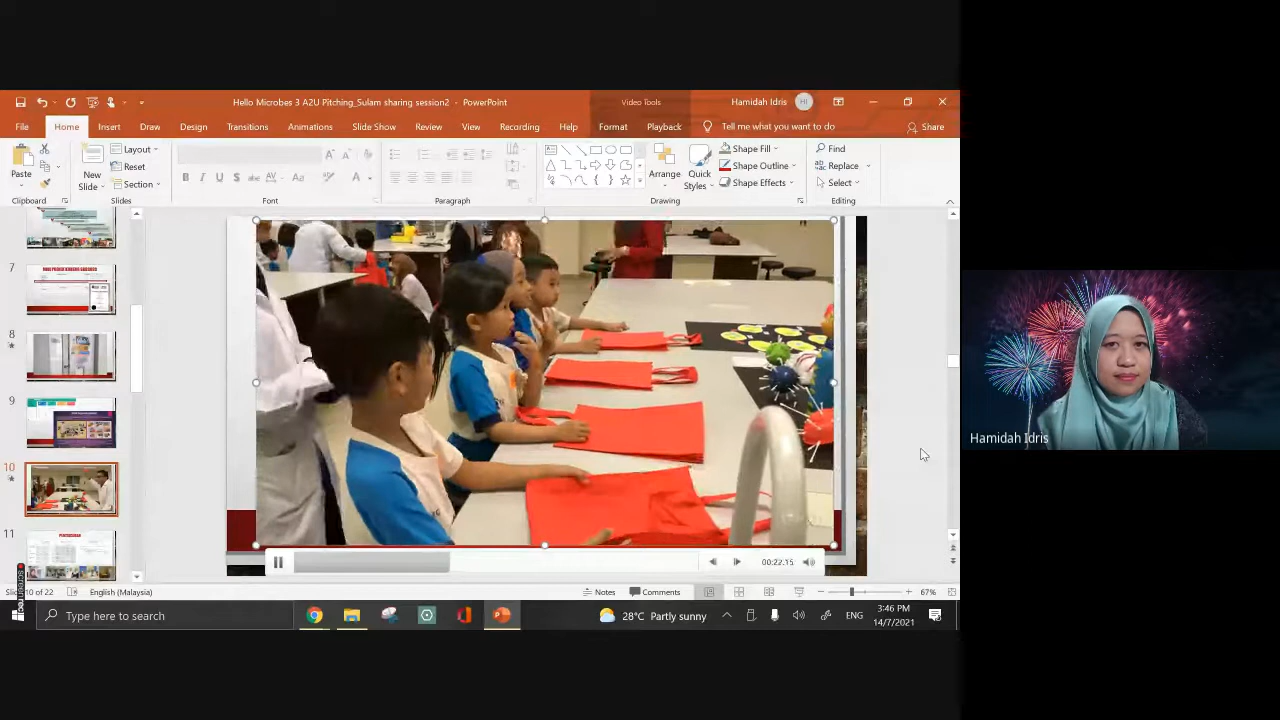 Hello Microbes 3 A2U Pitching_Sulam sharing session2 - PowerPoint
Video Tools
Hamidah Idris
HI
File
Home
Insert
Draw
Design
Transitions
Animations
Slide Show
Review
View
Recording
Help
Format
Playback
Tell me what you want to do
Share
Paste
New
Slide
Layout
Reset
Section
Arrange
Quick
Styles
Shape Fill
Shape Outline
Shape Effects
Find
Replace
Select
Clipboard
Slides
Font
Paragraph
Drawing
Editing
7
8
9
10
11
00:22.15
10 of 22
English (Malaysia)
Notes
Comments
67%
Type here to search
28°C Partly sunny
ENG
3:46 PM
14/7/2021
Hamidah Idris